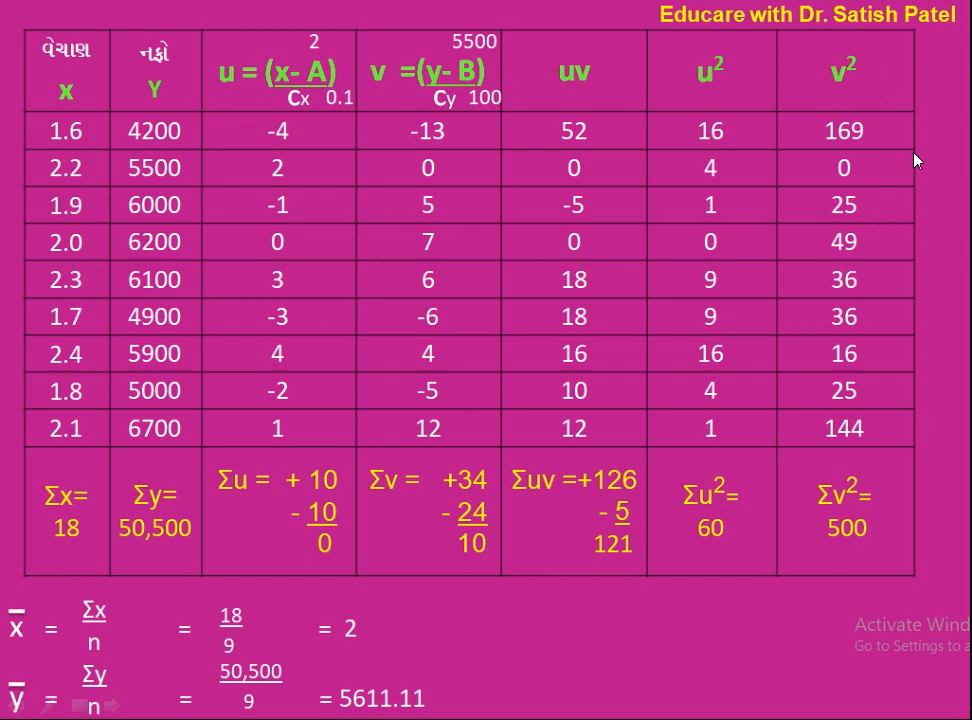 Educare with Dr. Satish Patel
વેચાણ નફો 2 5500
X Y u = (x- A) v =(y- B) uv u² v²
Cx 0.1 Cy 100
1.6 4200 -4 -13 52 16 169
2.2 5500 2 0 0 4 0
1.9 6000 -1 5 -5 1 25
2.0 6200 0 7 0 0 49
2.3 6100 3 6 18 9 36
1.7 4900 -3 -6 18 9 36
2.4 5900 4 4 16 16 16
1.8 5000 -2 -5 10 4 25
2.1 6700 1 12 12 1 144
Σx= Σy= Σu = + 10 Σv = +34 Σuv =+126 Σu²= Σv²=
18 50,500 - 10 - 24 - 5 60 500
0 10 121
x̅ = Σx = 18 = 2
n 9
y̅ = Σy = 50,500 = 5611.11
n 9
Activate Wind
Go to Settings to a